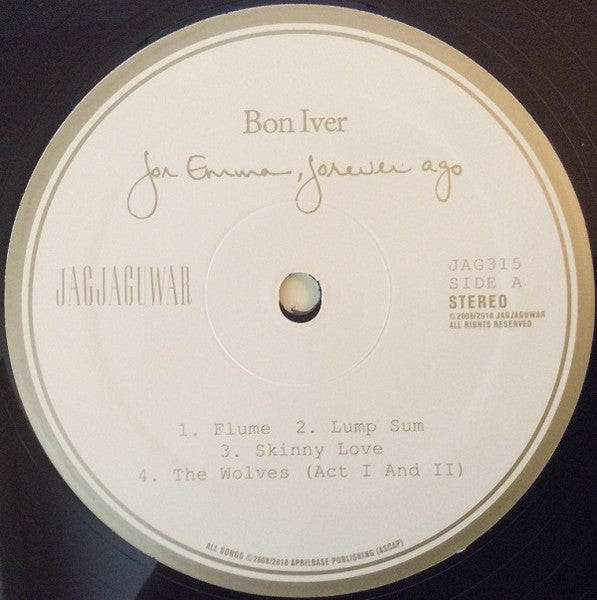 Bon Iver
for Emma, forever ago
JAGJAGUWAR
JAG315
SIDE A
STEREO
©2008/2018 JAGJAGUWAR
ALL RIGHTS RESERVED
1. Flume 2. Lump Sum
3. Skinny Love
4. The Wolves (Act I And II)
ALL SONGS ©2008/2018 APRILBASE PUBLISHING (ASCAP)